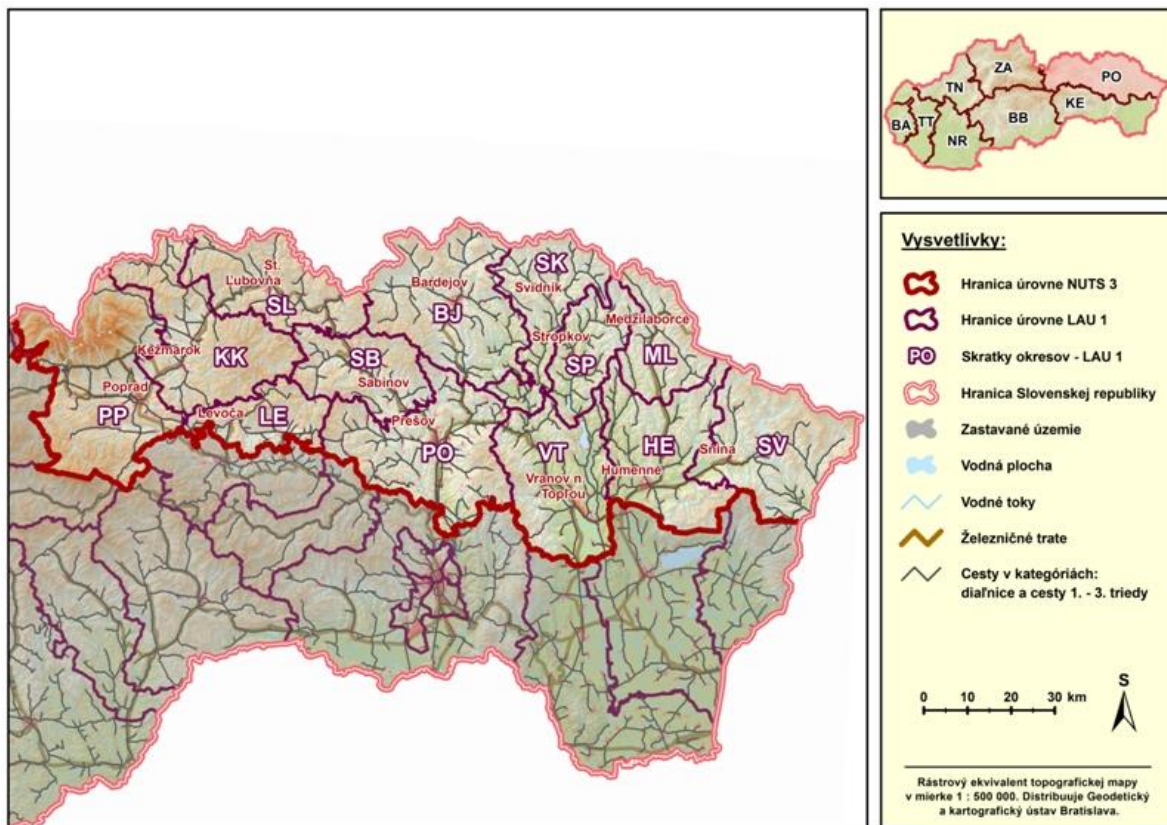 St.
Ľubovňa
SL
Bardejov
BJ
SK
Svidník
Medzilaborce
Stropkov
SP
ML
Kežmarok
KK
SB
Sabinov
Poprad
PP
Levoča
LE
Prešov
PO
VT
HE
Snina
SV
Vranov n
Topľou
Humenné
ZA
PO
TN
KE
BB
BA
TT
NR
Vysvetlivky:
Hranica úrovne NUTS 3
Hranice úrovne LAU 1
PO Skratky okresov - LAU 1
Hranica Slovenskej republiky
Zastavané územie
Vodná plocha
Vodné toky
Železničné trate
Cesty v kategóriách:
diaľnice a cesty 1. - 3. triedy
S
0 10 20 30 km
Rástrový ekvivalent topografickej mapy
v mierke 1 : 500 000. Distribuuje Geodetický
a kartografický ústav Bratislava.